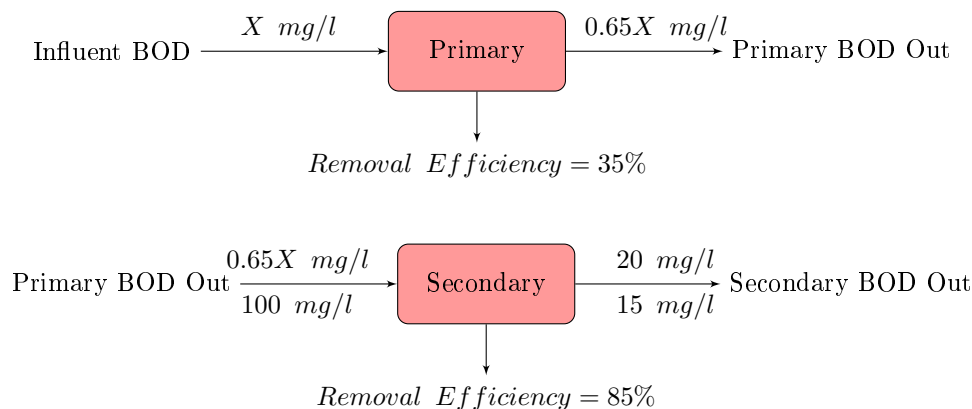 X mg/l
0.65X mg/l
Influent BOD
Primary
Primary BOD Out
Removal Efficiency = 35%
0.65X mg/l
20 mg/l
Primary BOD Out
Secondary
Secondary BOD Out
100 mg/l
15 mg/l
Removal Efficiency = 85%